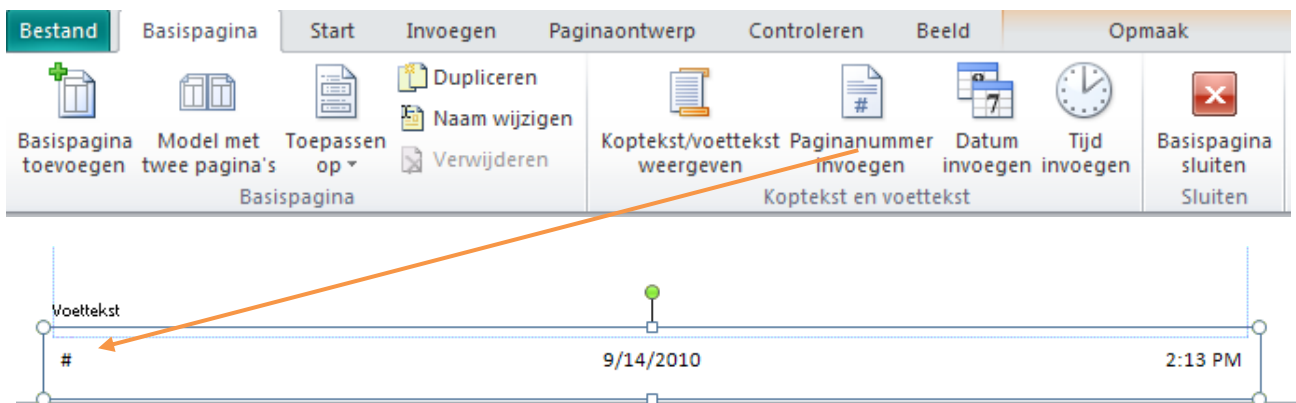 Bestand Basispagina Start Invoegen Paginaontwerp Controleren Beeld Opmaak
Basispagina toevoegen
Model met twee pagina's
Toepassen op
Dupliceren
Naam wijzigen
Verwijderen
Basispagina
Koptekst/voettekst weergeven
Paginanummer invoegen
#
Datum invoegen
7
Tijd invoegen
Koptekst en voettekst
Basispagina sluiten
Sluiten
Voettekst
# 9/14/2010 2:13 PM